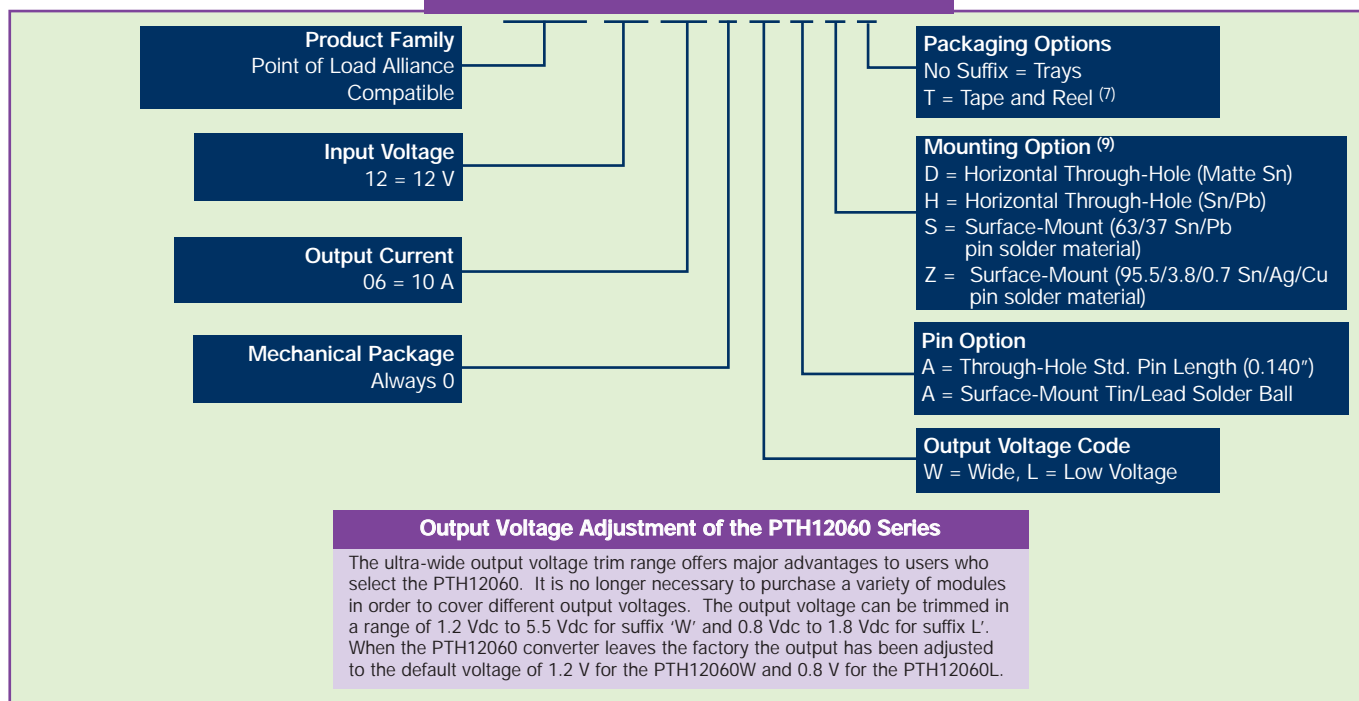 Product Family
Point of Load Alliance
Compatible
Input Voltage
12 = 12 V
Output Current
06 = 10 A
Mechanical Package
Always 0
Packaging Options
No Suffix = Trays
T = Tape and Reel (7)
Mounting Option (9)
D = Horizontal Through-Hole (Matte Sn)
H = Horizontal Through-Hole (Sn/Pb)
S = Surface-Mount (63/37 Sn/Pb
pin solder material)
Z = Surface-Mount (95.5/3.8/0.7 Sn/Ag/Cu
pin solder material)
Pin Option
A = Through-Hole Std. Pin Length (0.140″)
A = Surface-Mount Tin/Lead Solder Ball
Output Voltage Code
W = Wide, L = Low Voltage
Output Voltage Adjustment of the PTH12060 Series
The ultra-wide output voltage trim range offers major advantages to users who
select the PTH12060. It is no longer necessary to purchase a variety of modules
in order to cover different output voltages. The output voltage can be trimmed in
a range of 1.2 Vdc to 5.5 Vdc for suffix ‘W’ and 0.8 Vdc to 1.8 Vdc for suffix L’.
When the PTH12060 converter leaves the factory the output has been adjusted
to the default voltage of 1.2 V for the PTH12060W and 0.8 V for the PTH12060L.